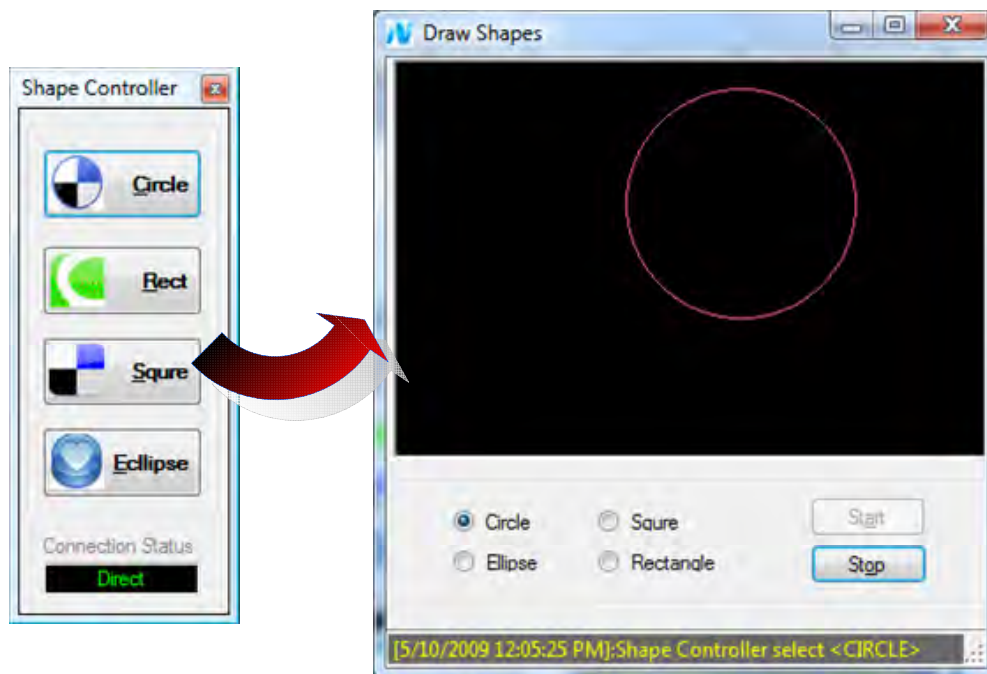 Shape Controller
Circle
Rect
Squre
Ecllipse
Connection Status
Direct
Draw Shapes
Circle
Squre
Start
Ellipse
Rectangle
Stop
[5/10/2009 12:05:25 PM]:Shape Controller select <CIRCLE>